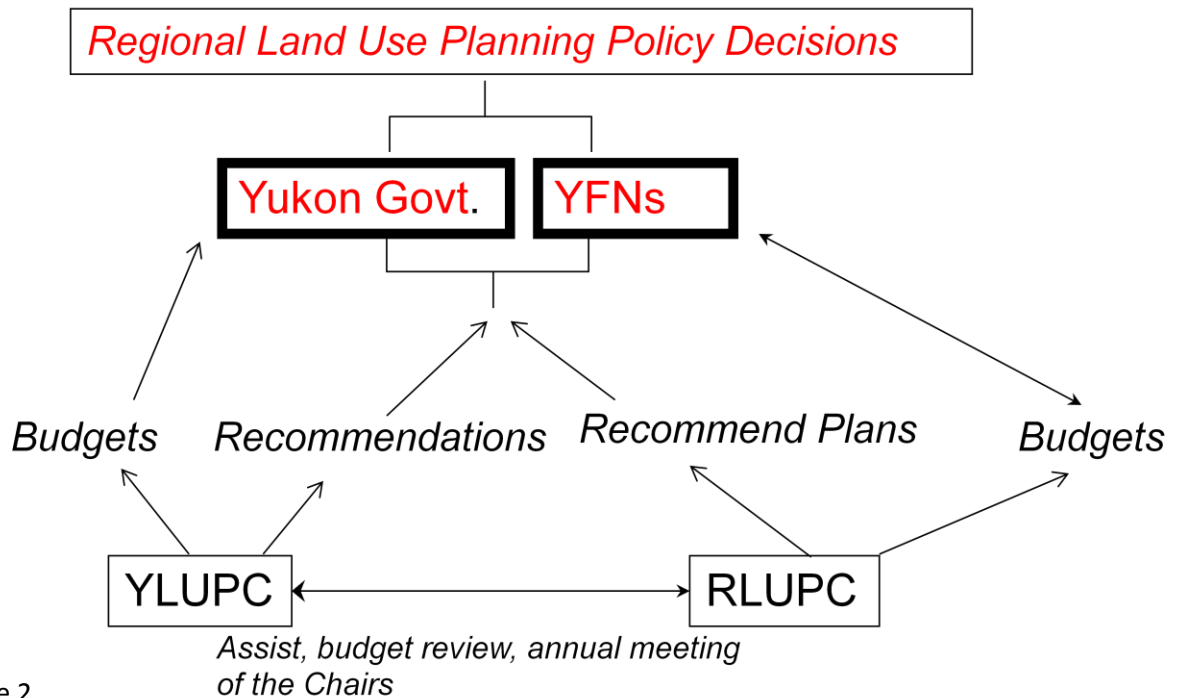 Regional Land Use Planning Policy Decisions
Yukon Govt.
YFNs
Budgets
Recommendations
Recommend Plans
Budgets
YLUPC
RLUPC
Assist, budget review, annual meeting
of the Chairs
e 2